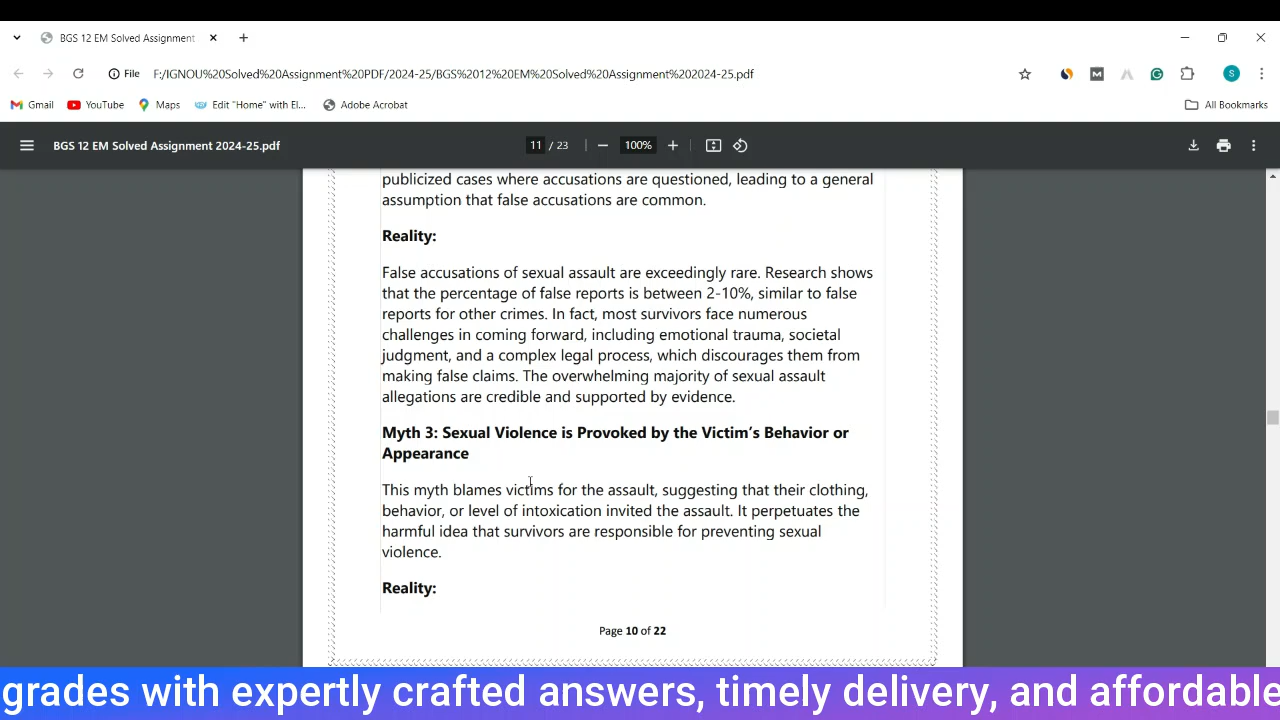 BGS 12 EM Solved Assignment
File F:/IGNOU%20Solved%20Assignment%20PDF/2024-25/BGS%2012%20EM%20Solved%20Assignment%202024-25.pdf
S
Gmail YouTube Maps Edit "Home" with El... Adobe Acrobat All Bookmarks
BGS 12 EM Solved Assignment 2024-25.pdf 11 / 23 100%
publicized cases where accusations are questioned, leading to a general
assumption that false accusations are common.
Reality:
False accusations of sexual assault are exceedingly rare. Research shows
that the percentage of false reports is between 2-10%, similar to false
reports for other crimes. In fact, most survivors face numerous
challenges in coming forward, including emotional trauma, societal
judgment, and a complex legal process, which discourages them from
making false claims. The overwhelming majority of sexual assault
allegations are credible and supported by evidence.
Myth 3: Sexual Violence is Provoked by the Victim's Behavior or
Appearance
This myth blames victims for the assault, suggesting that their clothing,
behavior, or level of intoxication invited the assault. It perpetuates the
harmful idea that survivors are responsible for preventing sexual
violence.
Reality:
Page 10 of 22
grades with expertly crafted answers, timely delivery, and affordable